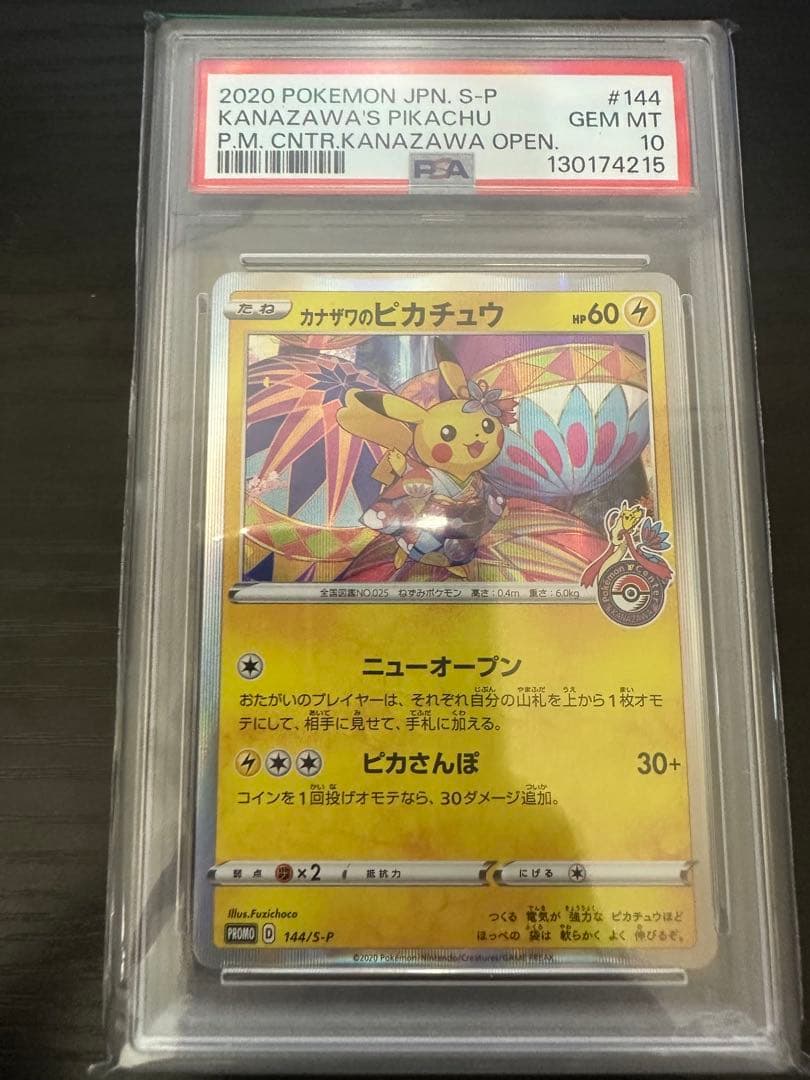 2020 POKEMON JPN. S-P #144
KANAZAWA'S PIKACHU GEM MT
P.M. CNTR.KANAZAWA OPEN. 10
PSA 130174215
たね カナザワのピカチュウ HP60
Pokémon Center
KANAZAWA
全国図鑑NO.025 ねずみポケモン 高さ:0.4m 重さ:6.0kg
ニューオープン
おたがいのプレイヤーは、それぞれ自分の山札を上から1枚オモ
テにして、相手に見せて、手札に加える。
ピカさんぽ 30+
コインを1回投げオモテなら、30ダメージ追加。
弱点 ×2 抵抗力 にげる
Illus.Fuzichoco
つくる 電気が 強力な ピカチュウほど
PROMO D 144/S-P
ほっぺの 袋は 軟らかく よく 伸びるぞ。
©2020 Pokémon/Nintendo/Creatures/GAME FREAK